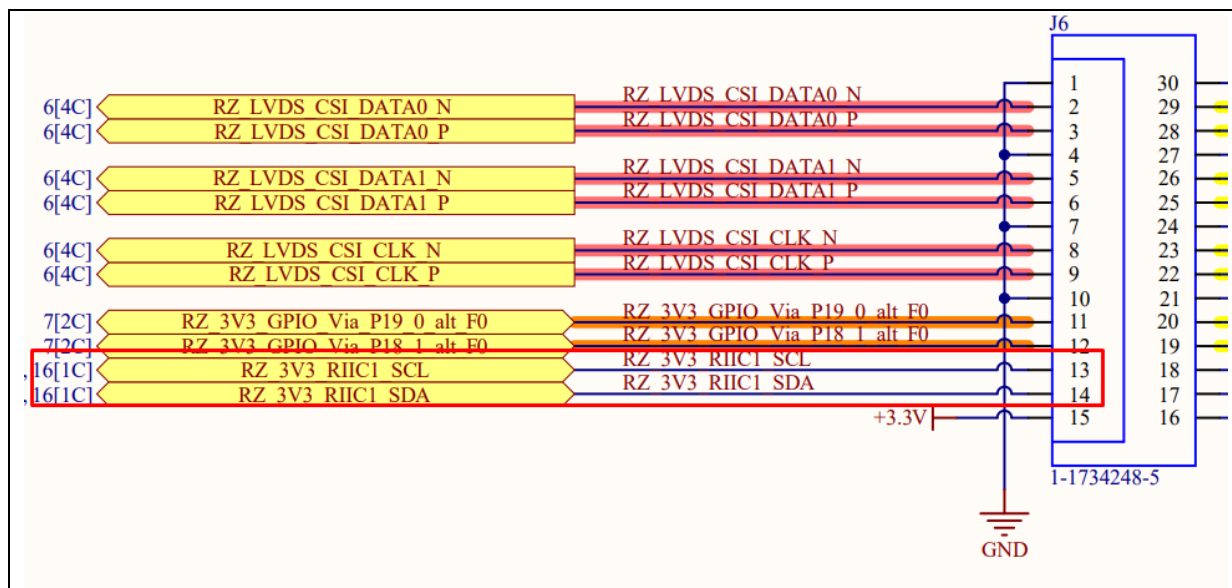 J6
1 30
6[4C] RZ_LVDS_CSI_DATA0_N RZ_LVDS_CSI_DATA0_N 2 29
6[4C] RZ_LVDS_CSI_DATA0_P RZ_LVDS_CSI_DATA0_P 3 28
4 27
6[4C] RZ_LVDS_CSI_DATA1_N RZ_LVDS_CSI_DATA1_N 5 26
6[4C] RZ_LVDS_CSI_DATA1_P RZ_LVDS_CSI_DATA1_P 6 25
7 24
6[4C] RZ_LVDS_CSI_CLK_N RZ_LVDS_CSI_CLK_N 8 23
6[4C] RZ_LVDS_CSI_CLK_P RZ_LVDS_CSI_CLK_P 9 22
10 21
7[2C] RZ_3V3_GPIO_Via_P19_0_alt_F0 RZ_3V3_GPIO_Via_P19_0_alt_F0 11 20
7[2C] RZ_3V3_GPIO_Via_P18_1_alt_F0 RZ_3V3_GPIO_Via_P18_1_alt_F0 12 19
,16[1C] RZ_3V3_RIIC1_SCL RZ_3V3_RIIC1_SCL 13 18
,16[1C] RZ_3V3_RIIC1_SDA RZ_3V3_RIIC1_SDA 14 17
+3.3V 15 16
1-1734248-5
GND